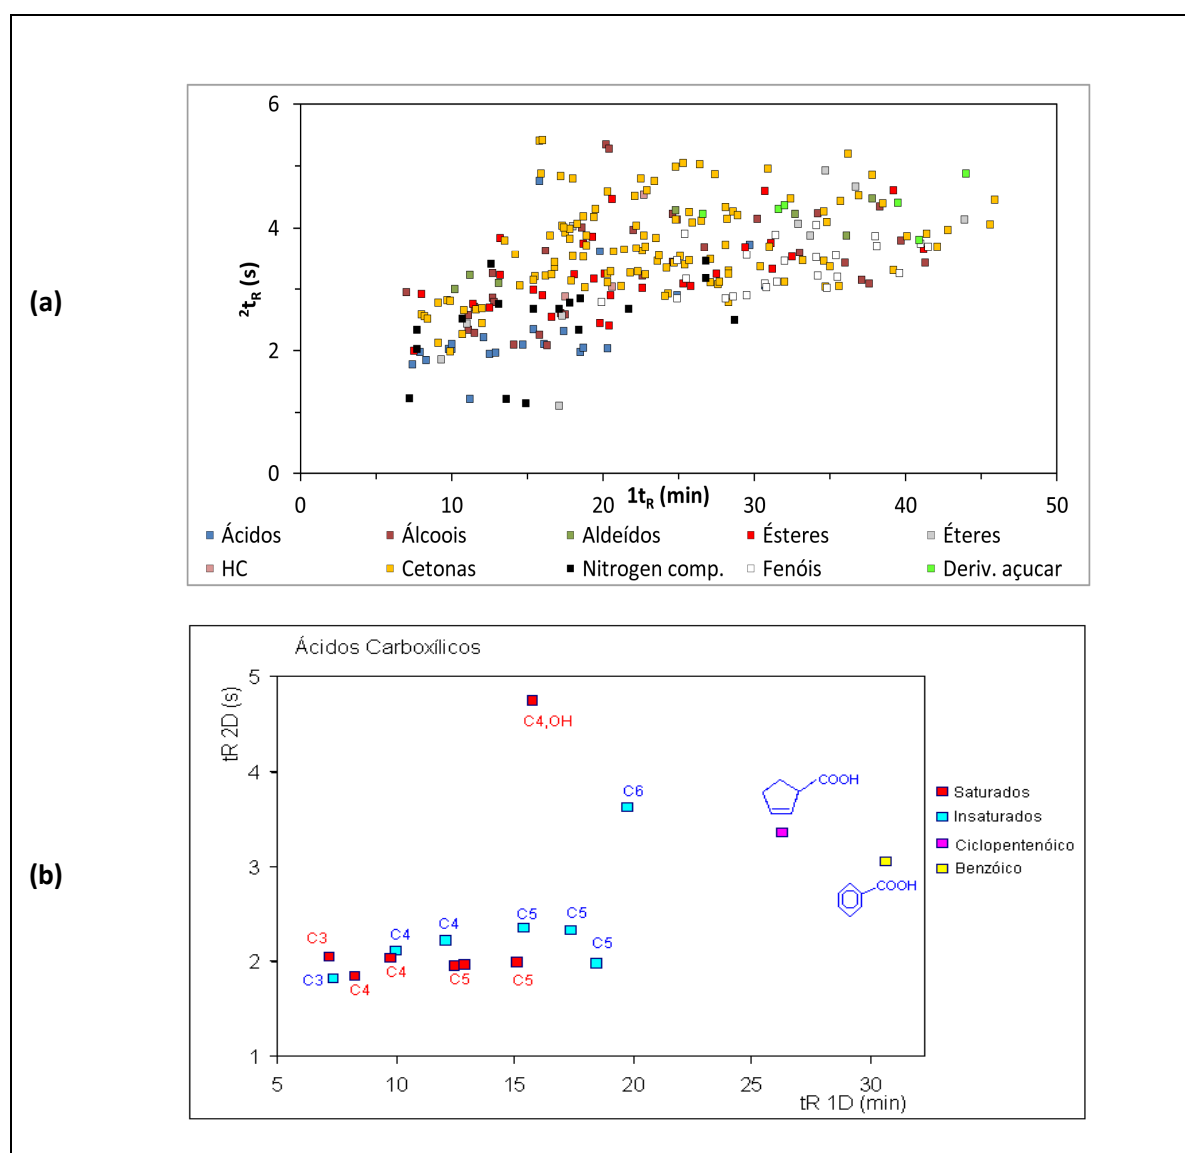 (a)
6
4
2
0
²tR (s)
0
10
20
30
40
50
1tR (min)
Ácidos
Álcoois
Aldeídos
Ésteres
Éteres
HC
Cetonas
Nitrogen comp.
Fenóis
Deriv. açucar
(b)
Ácidos Carboxílicos
tR 2D (s)
5
4
3
2
1
C4,OH
C6
COOH
COOH
C3
C4
C4
C5
C5
C5
C3
C4
C4
C5
C5
Saturados
Insaturados
Ciclopentenóico
Benzóico
5
10
15
20
25
30
tR 1D (min)